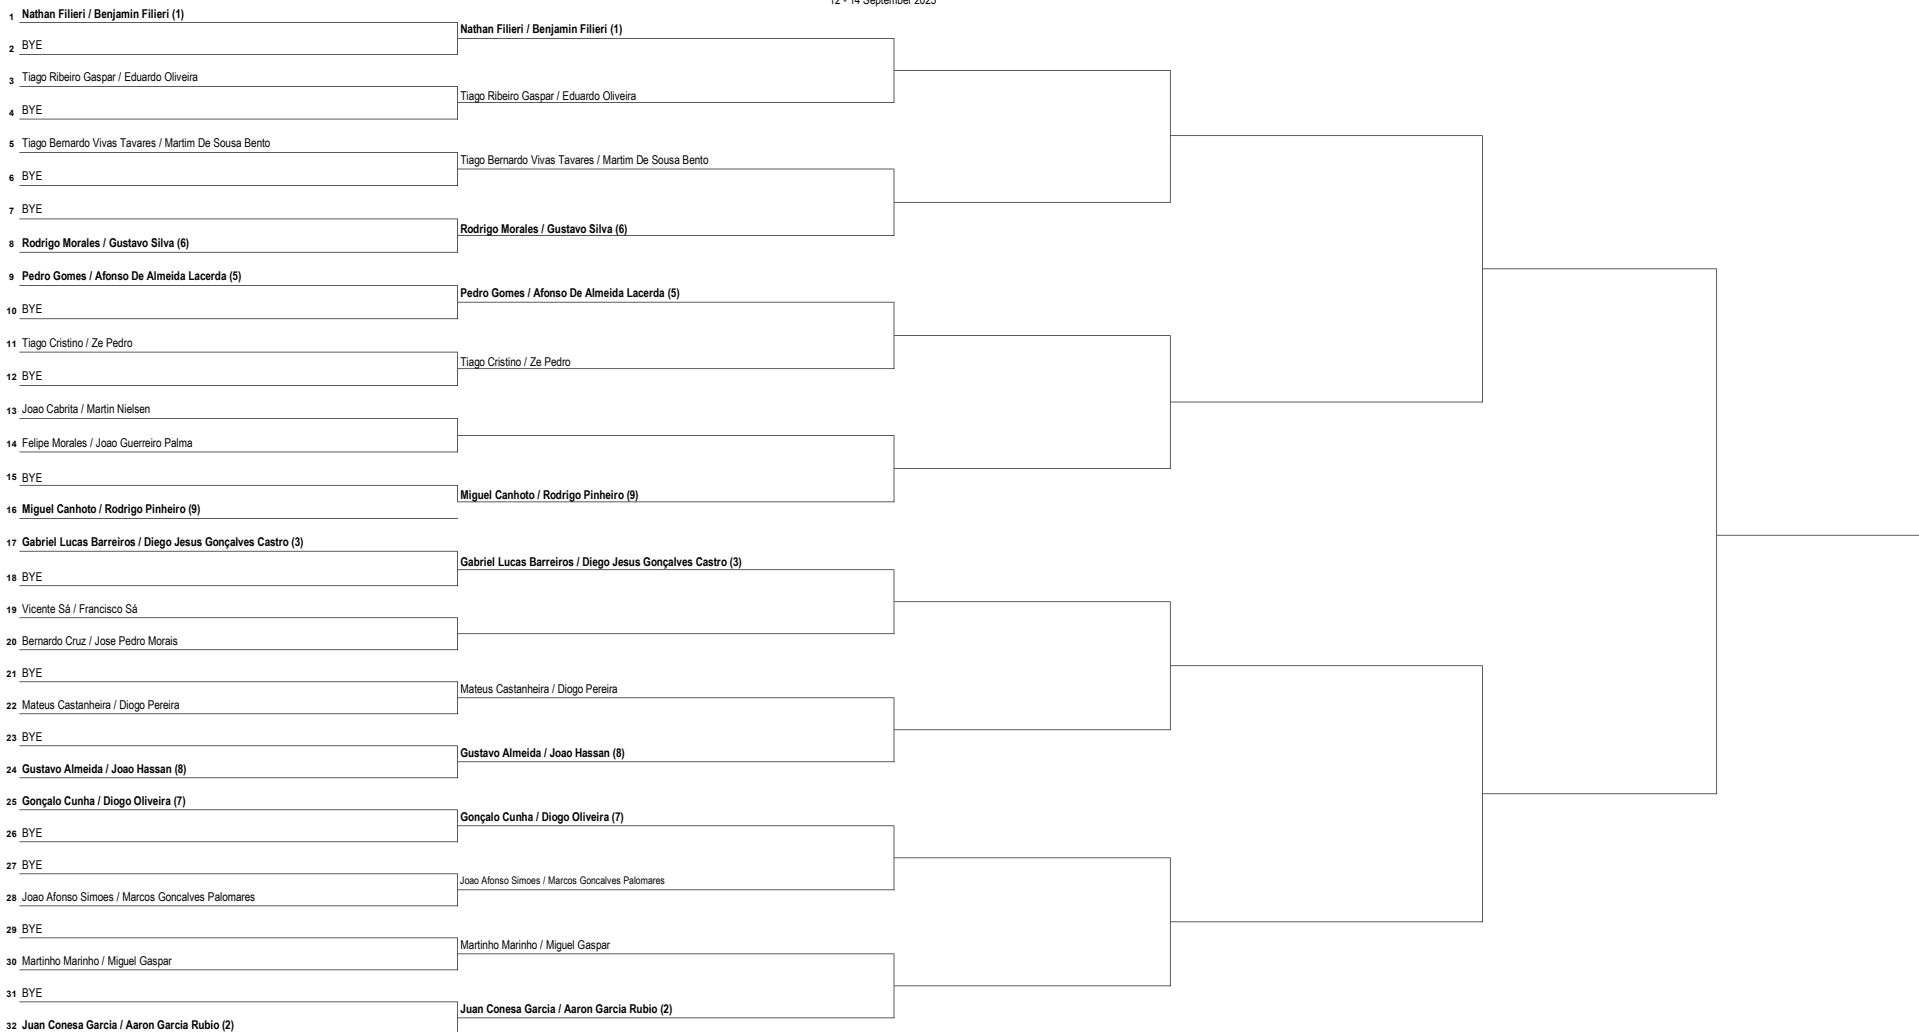 12 - 14 September 2025
1 Nathan Filieri / Benjamin Filieri (1)
Nathan Filieri / Benjamin Filieri (1)
2 BYE
3 Tiago Ribeiro Gaspar / Eduardo Oliveira
Tiago Ribeiro Gaspar / Eduardo Oliveira
4 BYE
5 Tiago Bernardo Vivas Tavares / Martim De Sousa Bento
Tiago Bernardo Vivas Tavares / Martim De Sousa Bento
6 BYE
7 BYE
Rodrigo Morales / Gustavo Silva (6)
8 Rodrigo Morales / Gustavo Silva (6)
9 Pedro Gomes / Afonso De Almeida Lacerda (5)
Pedro Gomes / Afonso De Almeida Lacerda (5)
10 BYE
11 Tiago Cristino / Ze Pedro
Tiago Cristino / Ze Pedro
12 BYE
13 Joao Cabrita / Martin Nielsen
14 Felipe Morales / Joao Guerreiro Palma
15 BYE
Miguel Canhoto / Rodrigo Pinheiro (9)
16 Miguel Canhoto / Rodrigo Pinheiro (9)
17 Gabriel Lucas Barreiros / Diego Jesus Gonçalves Castro (3)
Gabriel Lucas Barreiros / Diego Jesus Gonçalves Castro (3)
18 BYE
19 Vicente Sá / Francisco Sá
20 Bernardo Cruz / Jose Pedro Morais
21 BYE
Mateus Castanheira / Diogo Pereira
22 Mateus Castanheira / Diogo Pereira
23 BYE
Gustavo Almeida / Joao Hassan (8)
24 Gustavo Almeida / Joao Hassan (8)
25 Gonçalo Cunha / Diogo Oliveira (7)
Gonçalo Cunha / Diogo Oliveira (7)
26 BYE
27 BYE
Joao Afonso Simoes / Marcos Goncalves Palomares
28 Joao Afonso Simoes / Marcos Goncalves Palomares
29 BYE
Martinho Marinho / Miguel Gaspar
30 Martinho Marinho / Miguel Gaspar
31 BYE
Juan Conesa Garcia / Aaron Garcia Rubio (2)
32 Juan Conesa Garcia / Aaron Garcia Rubio (2)